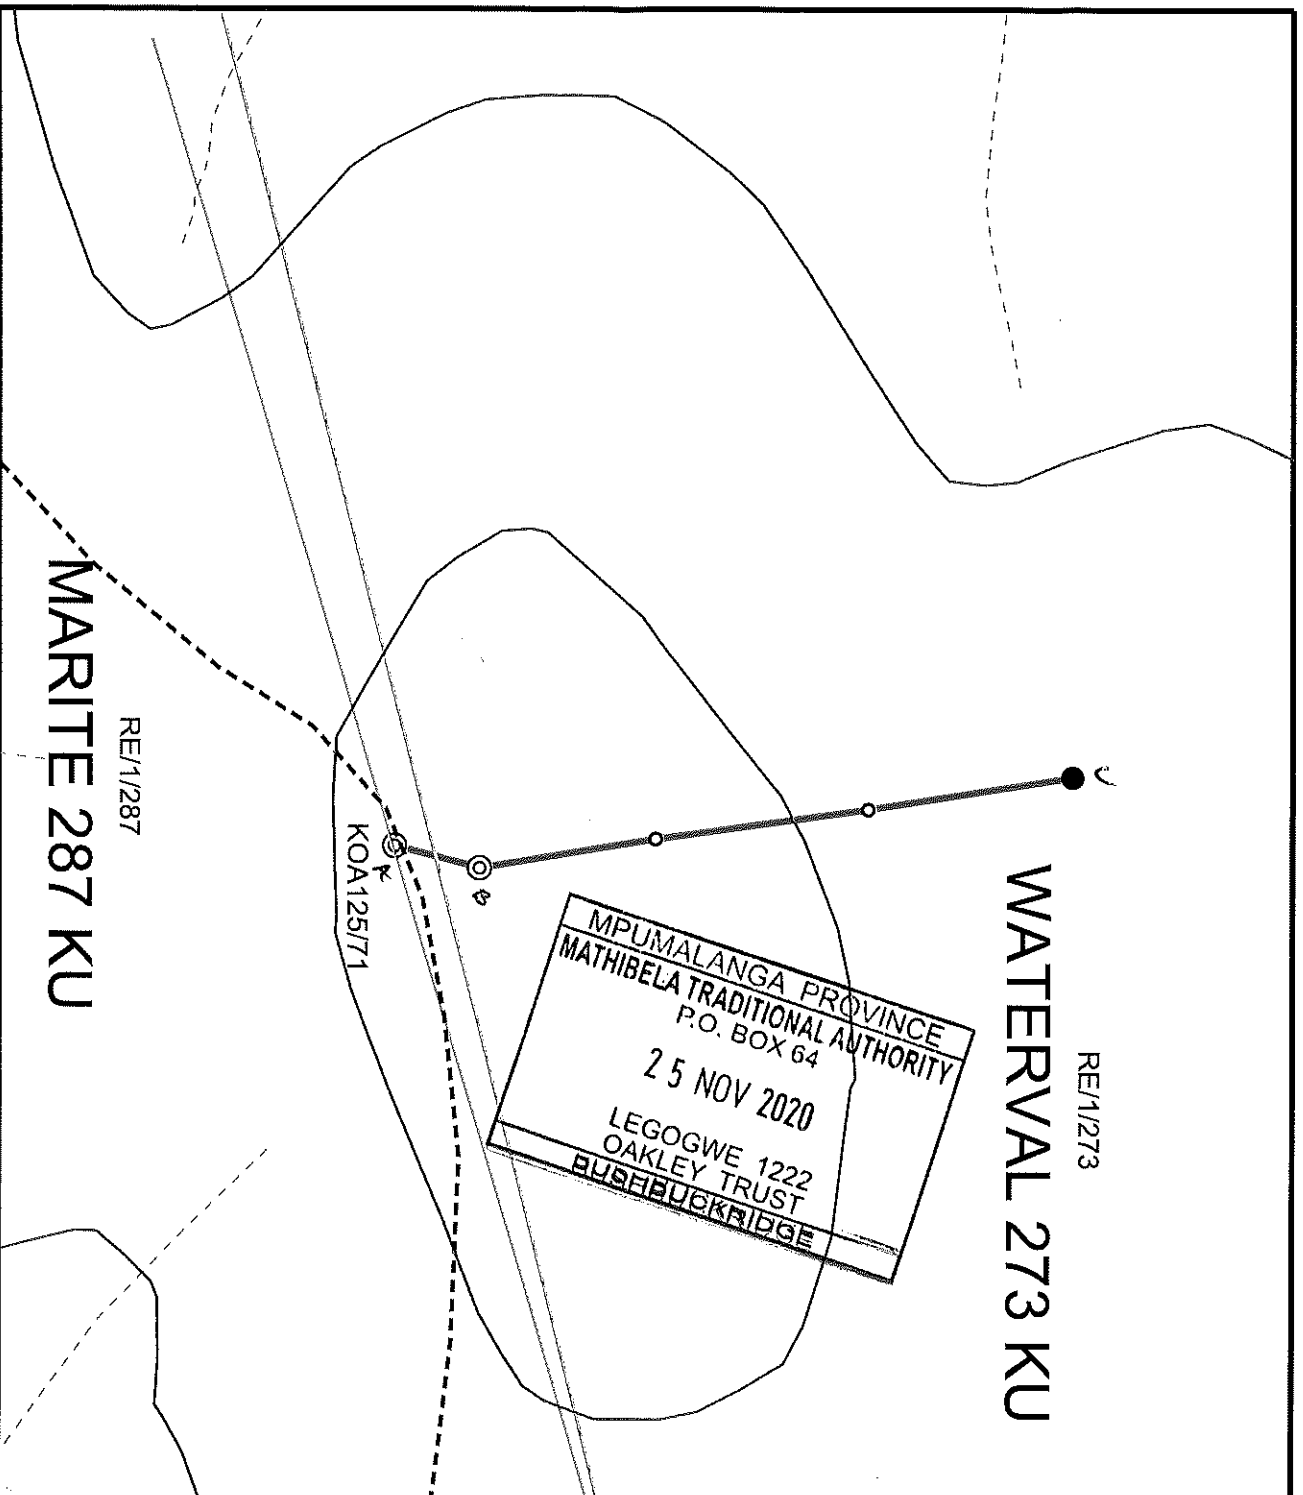 RE/1/273
WATERVAL 273 KU
MPUMALANGA PROVINCE
MATHIBELA TRADITIONAL AUTHORITY
P.O. BOX 64
25 NOV 2020
LEGOGWE 1222
OAKLEY TRUST
BUSHBUCKRIDGE
B
A
KOA125/71
RE/1/287
MARITE 287 KU